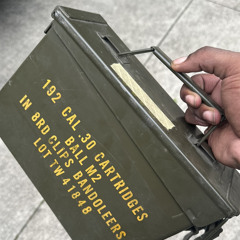 192 CAL .30 CARTRIDGES
BALL M2
IN 8RD CLIPS BANDOLEERS
LOT TW 41848